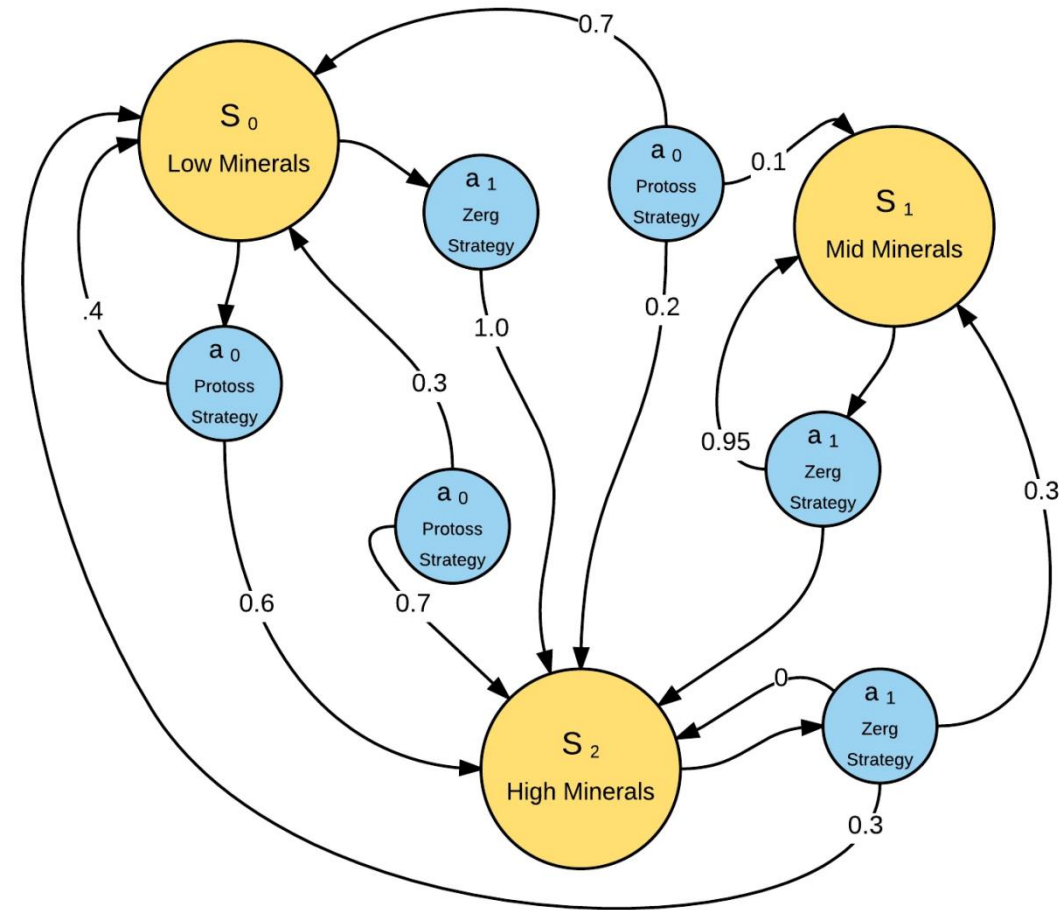 0.7
S 0
Low Minerals
a 1
Zerg
Strategy
a 0
Protoss
Strategy
0.1
S 1
Mid Minerals
.4
1.0
0.2
a 0
Protoss
Strategy
0.3
0.95
a 1
Zerg
Strategy
0.3
a 0
Protoss
Strategy
0.6
0.7
0
a 1
Zerg
Strategy
S 2
High Minerals
0.3